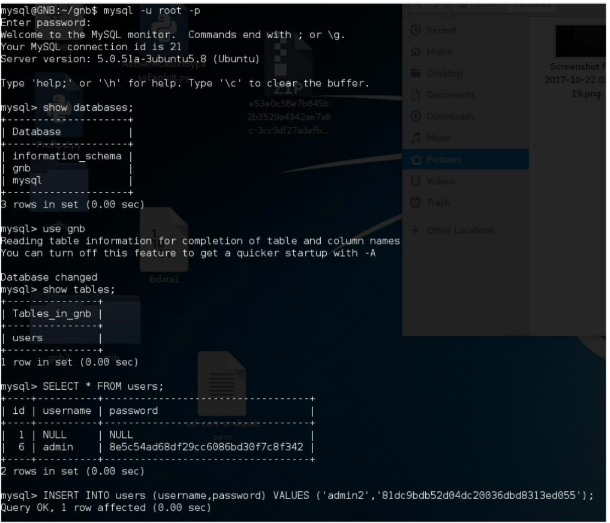 mysql@GNB:~/gnb$ mysql -u root -p
Enter password:
Welcome to the MySQL monitor.  Commands end with ; or \g.
Your MySQL connection id is 21
Server version: 5.0.51a-3ubuntu5.8 (Ubuntu)

Type 'help;' or '\h' for help. Type '\c' to clear the buffer.

mysql> show databases;
+--------------------+
| Database           |
+--------------------+
| information_schema |
| gnb                |
| mysql              |
+--------------------+
3 rows in set (0.00 sec)

mysql> use gnb
Reading table information for completion of table and column names
You can turn off this feature to get a quicker startup with -A

Database changed
mysql> show tables;
+---------------+
| Tables_in_gnb |
+---------------+
| users         |
+---------------+
1 row in set (0.00 sec)

mysql> SELECT * FROM users;
+----+----------+----------------------------------+
| id | username | password                         |
+----+----------+----------------------------------+
|  1 | NULL     | NULL                             |
|  6 | admin    | 8e5c54ad68df29cc6086bd30f7c8f342 |
+----+----------+----------------------------------+
2 rows in set (0.00 sec)

mysql> INSERT INTO users (username,password) VALUES ('admin2','81dc9bdb52d04dc20036dbd8313ed055');
Query OK, 1 row affected (0.00 sec)
ZIP
e53e0c58e7b845b
2b3529a4342ae7a8
c-3cc9df27adefb...
ibdata1
Recent
Home
Desktop
Documents
Downloads
Music
Pictures
Videos
Trash
+ Other Locations
Screenshot f
2017-10-22 0
19.png